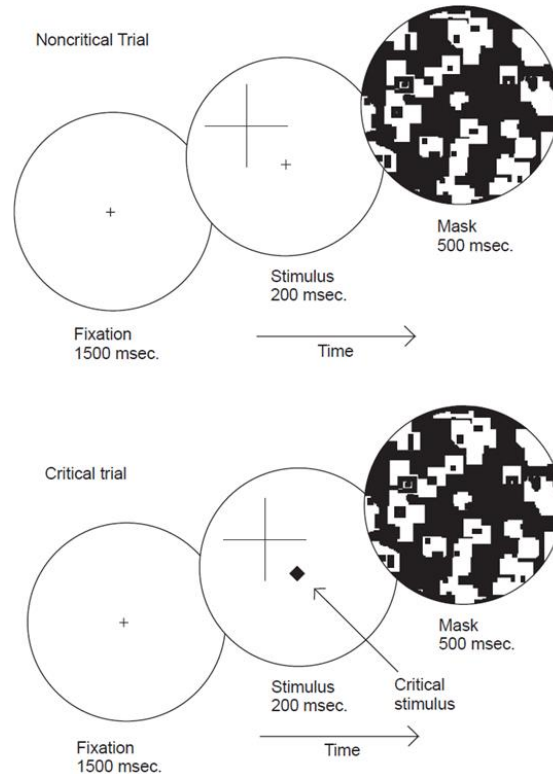 Noncritical Trial
Mask
500 msec.
Stimulus
200 msec.
Fixation
1500 msec.
Time
Critical trial
Mask
500 msec.
Stimulus
200 msec.
Critical
stimulus
Fixation
1500 msec.
Time